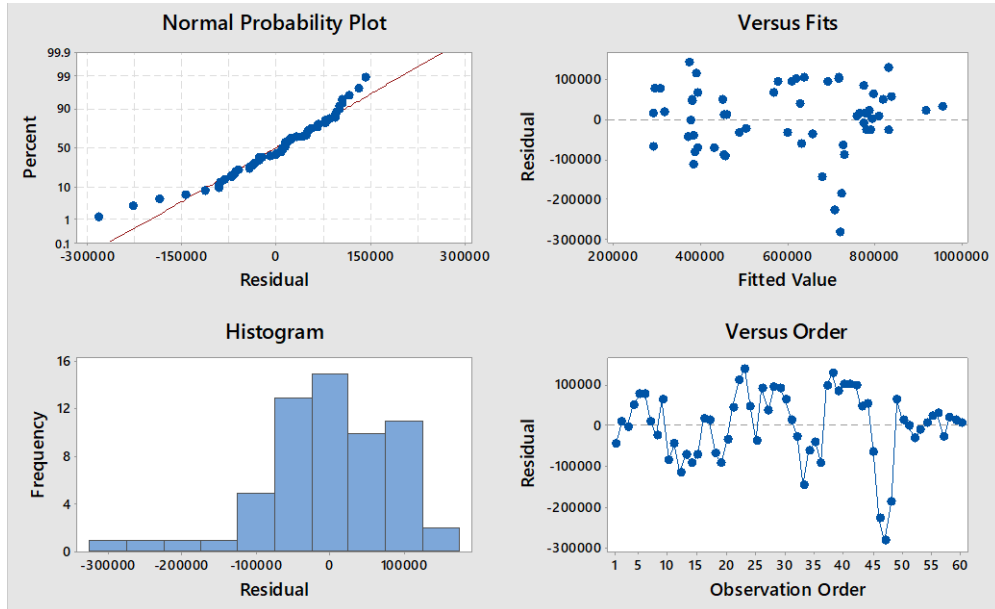 Normal Probability Plot
99.9
99
90
50
10
1
0.1
Percent
-300000 -150000 0 150000 300000
Residual
Versus Fits
100000
0
-100000
-200000
-300000
Residual
200000 400000 600000 800000 1000000
Fitted Value
Histogram
16
12
8
4
0
Frequency
-300000 -200000 -100000 0 100000
Residual
Versus Order
100000
0
-100000
-200000
-300000
Residual
1 5 10 15 20 25 30 35 40 45 50 55 60
Observation Order